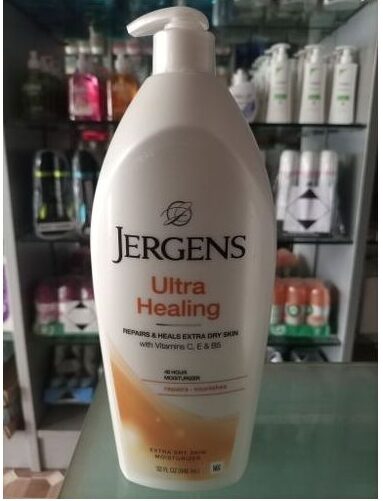 JERGENS
Ultra
Healing
REPAIRS & HEALS EXTRA DRY SKIN
with Vitamins C, E & B5
48 HOUR
MOISTURIZER
repairs · nourishes
EXTRA DRY SKIN
MOISTURIZER